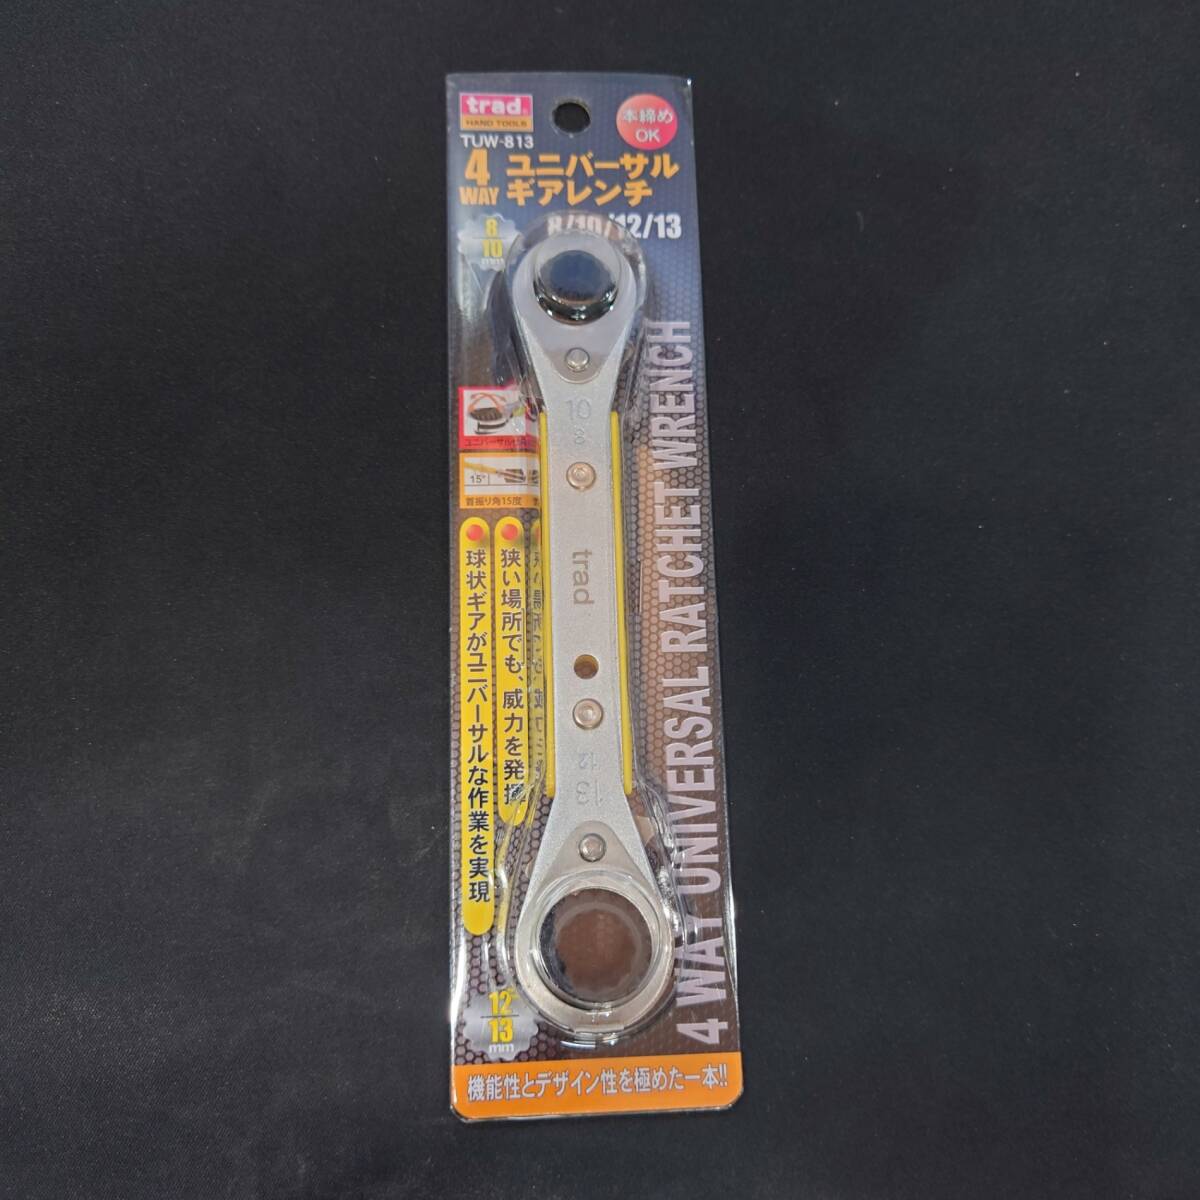 trad
HAND TOOLS
TUW-813
本締め
OK
4
WAY
ユニバーサル
ギアレンチ
8/10/12/13
8
10
mm
10
8
15°
首振り角15度
狭い場所でも、威力を発揮
球状ギアがユニバーサルな作業を実現
trad
12
13
4 WAY UNIVERSAL RATCHET WRENCH
12
13
mm
機能性とデザイン性を極めた一本!!